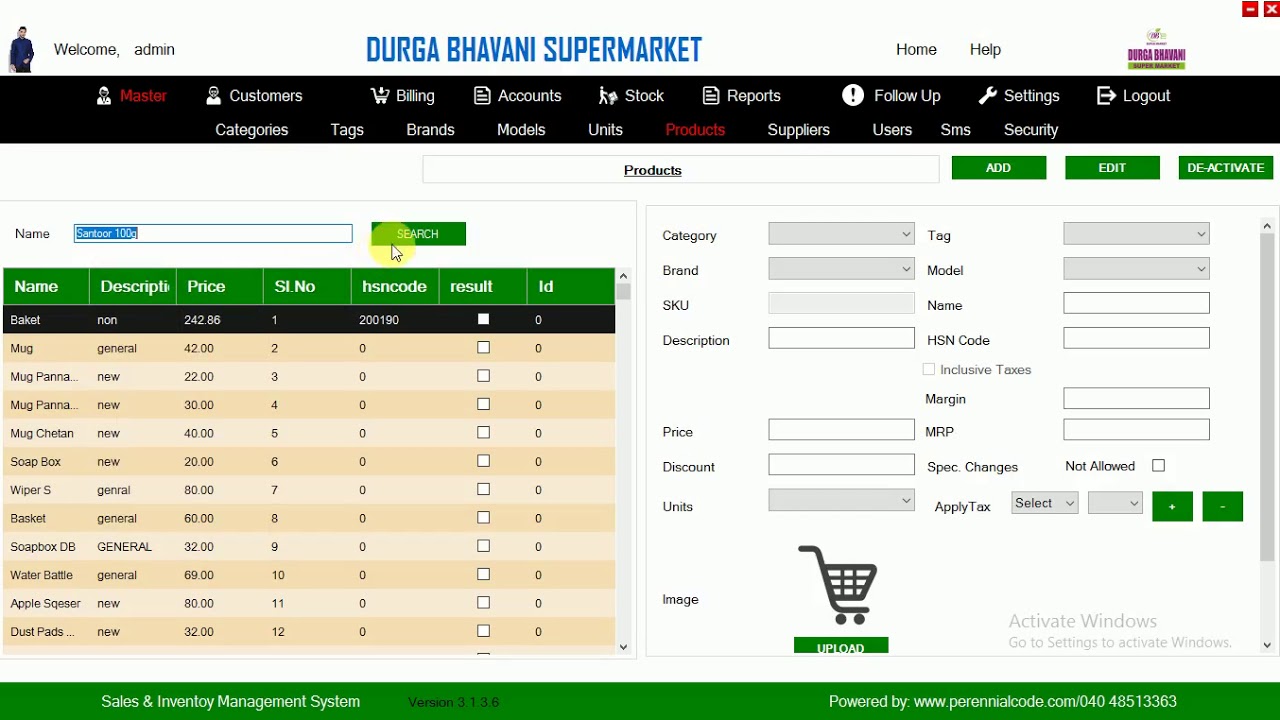 Welcome, admin
DURGA BHAVANI SUPERMARKET
Home Help
DURGA BHAVANI
SUPER MARKET
Master Customers Billing Accounts Stock Reports Follow Up Settings Logout
Categories Tags Brands Models Units Products Suppliers Users Sms Security
Products ADD EDIT DE-ACTIVATE
Name Santoor 100g SEARCH
Name Descripti Price Sl.No hsncode result Id
Baket non 242.86 1 200190 0
Mug general 42.00 2 0 0
Mug Panna... new 22.00 3 0 0
Mug Panna... new 30.00 4 0 0
Mug Chetan new 40.00 5 0 0
Soap Box new 20.00 6 0 0
Wiper S genral 80.00 7 0 0
Basket general 60.00 8 0 0
Soapbox DB GENERAL 32.00 9 0 0
Water Battle general 69.00 10 0 0
Apple Sqeser new 80.00 11 0 0
Dust Pads ... new 32.00 12 0 0
Category Tag
Brand Model
SKU Name
Description HSN Code
Inclusive Taxes
Margin
Price MRP
Discount Spec. Changes Not Allowed
Units ApplyTax Select + -
Image
UPLOAD
Activate Windows
Go to Settings to activate Windows.
Sales & Inventoy Management System Version 3.1.3.6 Powered by: www.perennialcode.com/040 48513363